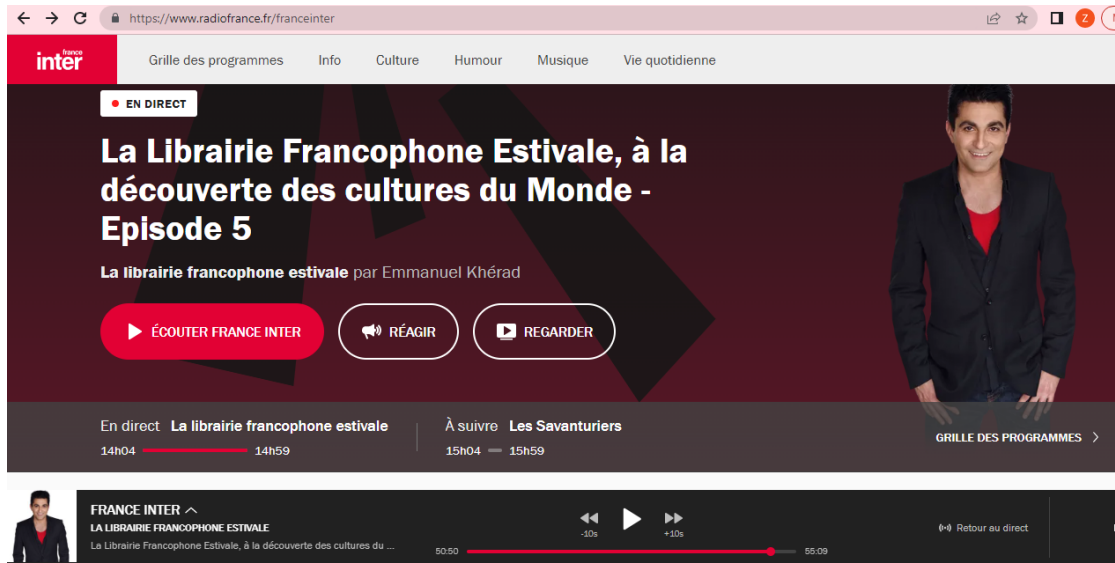 https://www.radiofrance.fr/franceinter
Z
france
inter
Grille des programmes Info Culture Humour Musique Vie quotidienne
EN DIRECT
La Librairie Francophone Estivale, à la
découverte des cultures du Monde -
Episode 5
La librairie francophone estivale par Emmanuel Khérad
ÉCOUTER FRANCE INTER RÉAGIR REGARDER
En direct La librairie francophone estivale À suivre Les Savanturiers
14h04 14h59 15h04 15h59
GRILLE DES PROGRAMMES
FRANCE INTER
LA LIBRAIRIE FRANCOPHONE ESTIVALE
La Librairie Francophone Estivale, à la découverte des cultures du ...
-10s +10s
50:50 55:09
Retour au direct